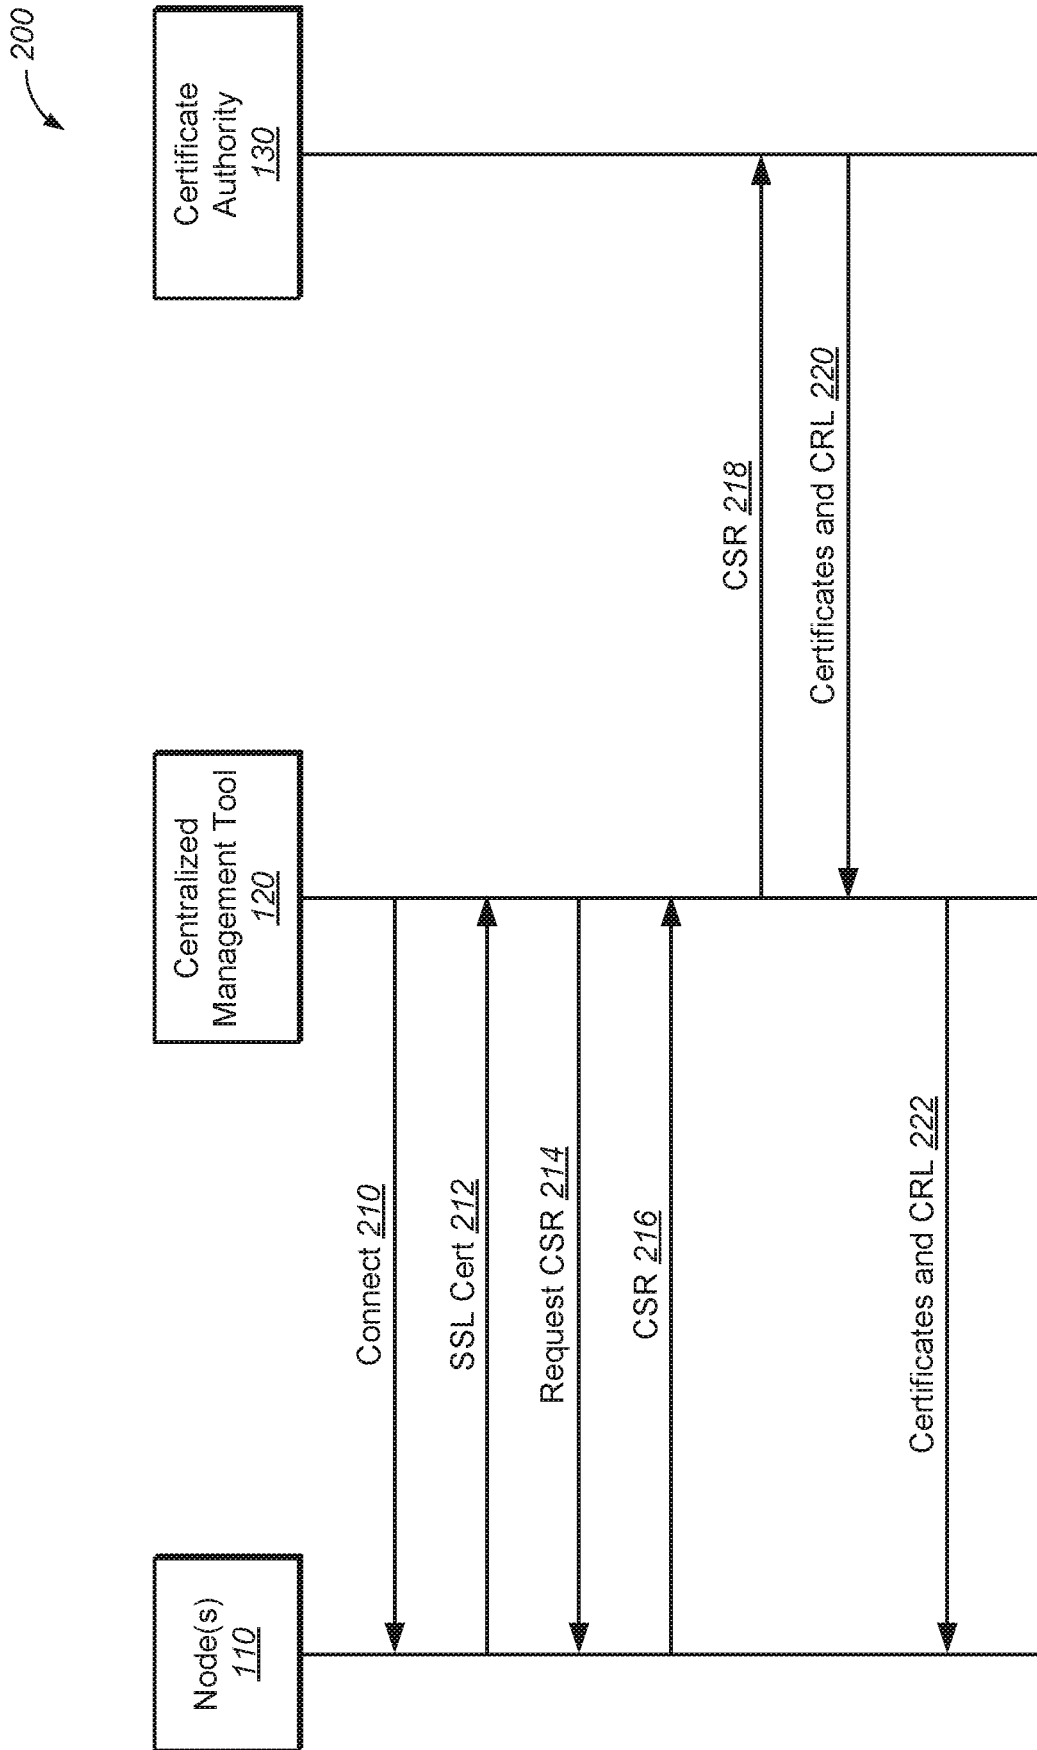 200
Node(s)
110
Centralized
Management Tool
120
Certificate
Authority
130
Connect 210
SSL Cert 212
Request CSR 214
CSR 216
CSR 218
Certificates and CRL 220
Certificates and CRL 222